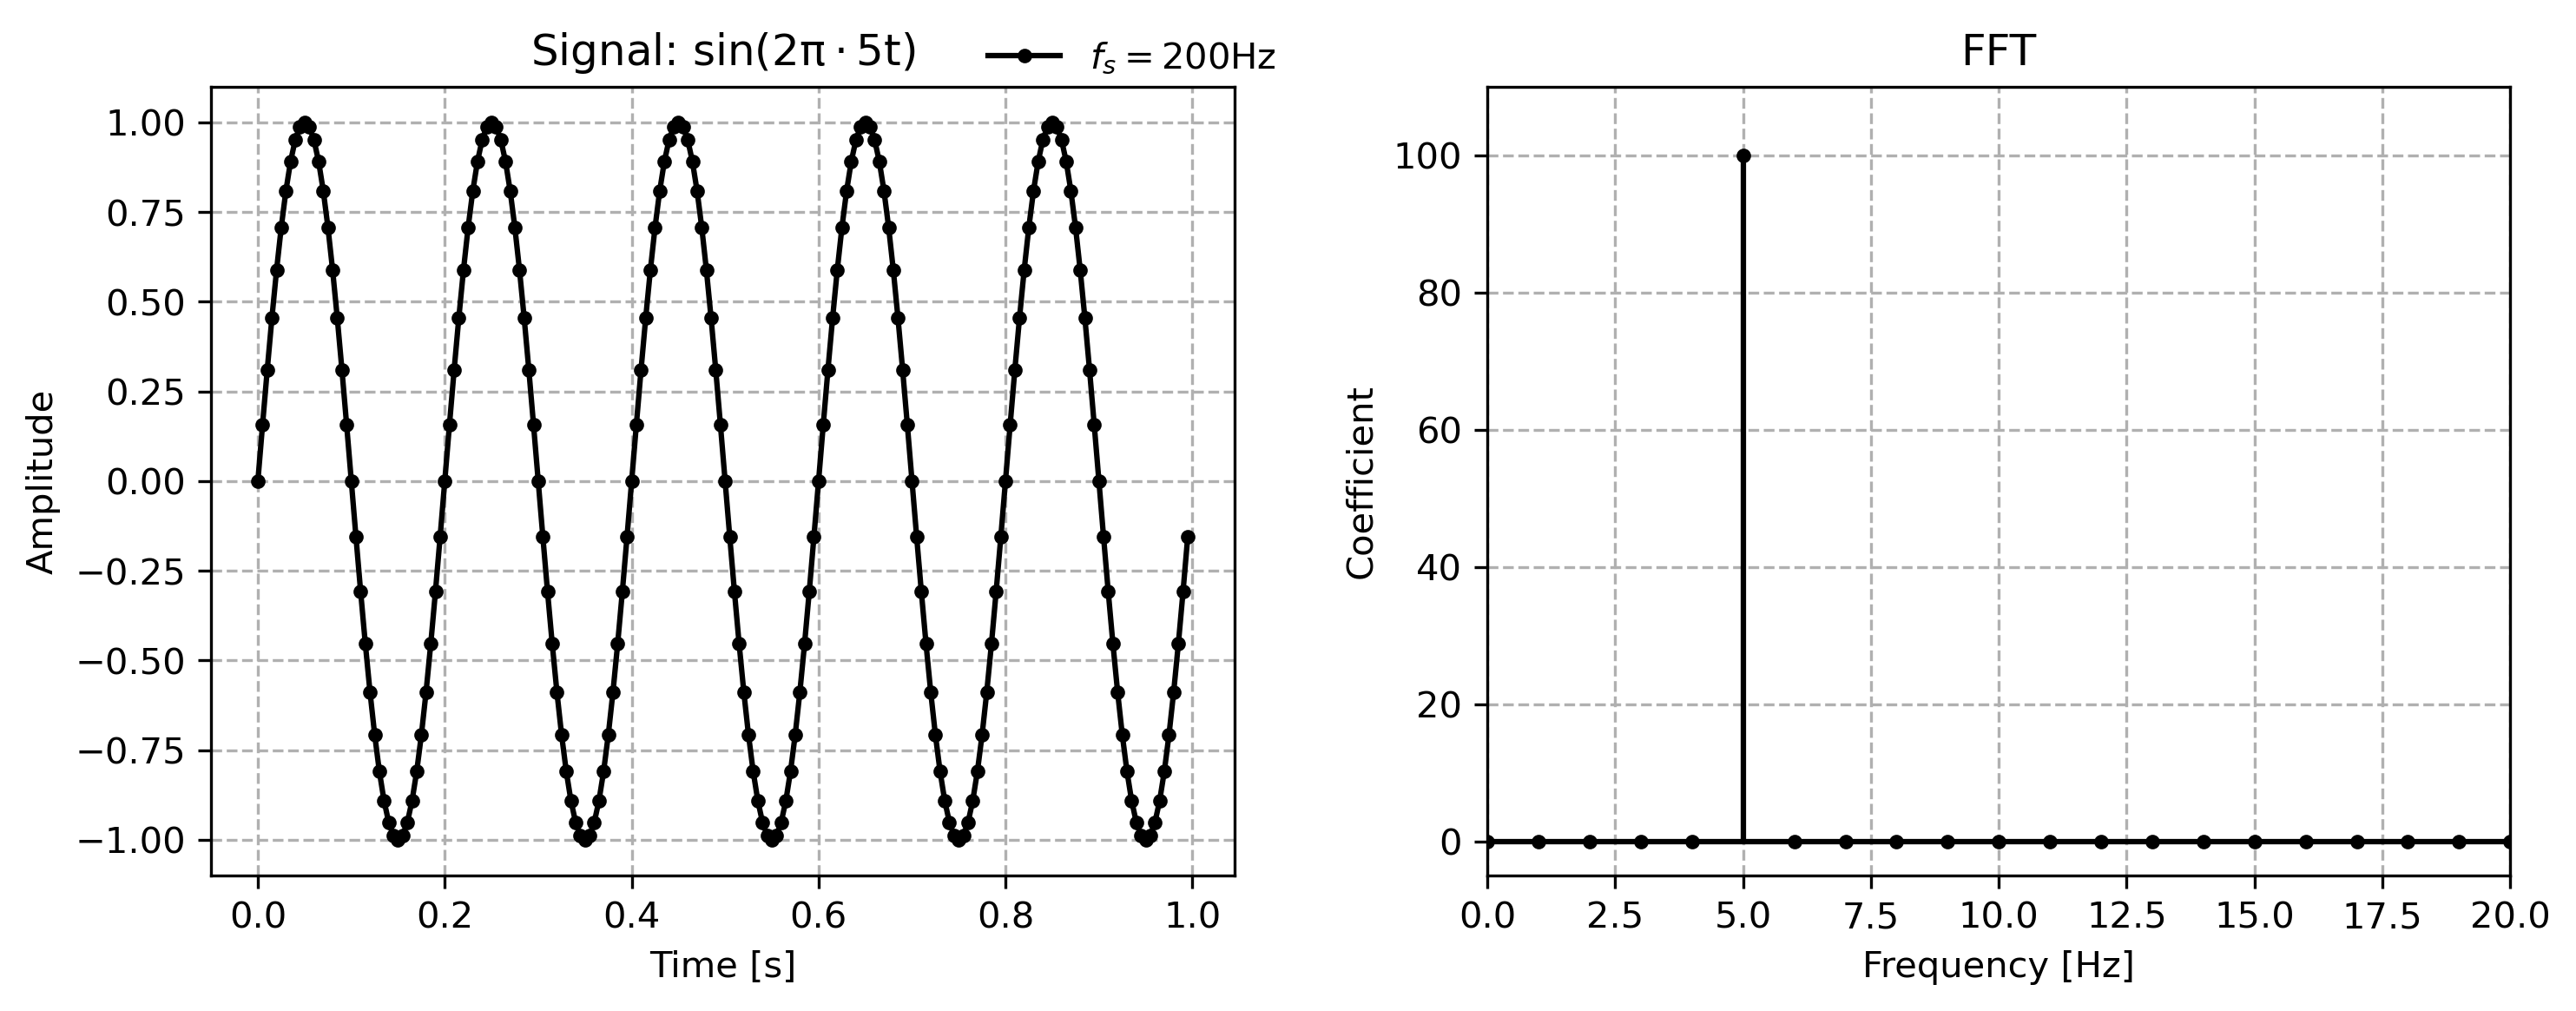 Signal: sin(2π · 5t)
fₛ = 200Hz
Amplitude
1.00
0.75
0.50
0.25
0.00
−0.25
−0.50
−0.75
−1.00
0.0 0.2 0.4 0.6 0.8 1.0
Time [s]
FFT
Coefficient
100
80
60
40
20
0
0.0 2.5 5.0 7.5 10.0 12.5 15.0 17.5 20.0
Frequency [Hz]